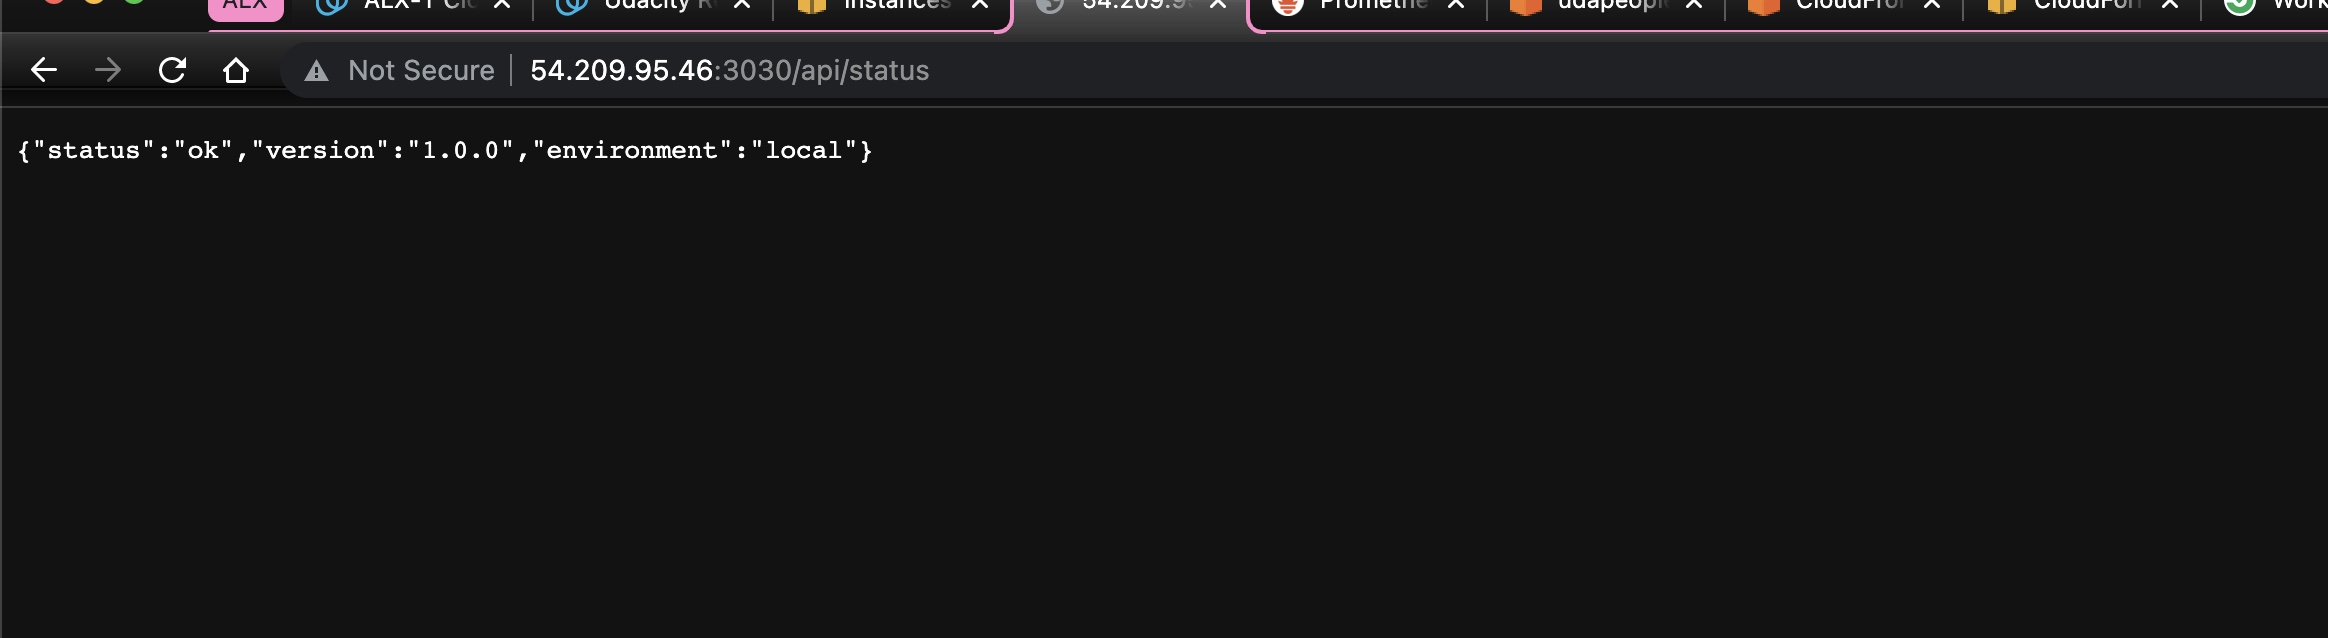 ALX ALX-T Udacity Instances 54.209.9 Promethe udapeopl CloudFro CloudFor Work
Not Secure 54.209.95.46:3030/api/status
{"status":"ok","version":"1.0.0","environment":"local"}